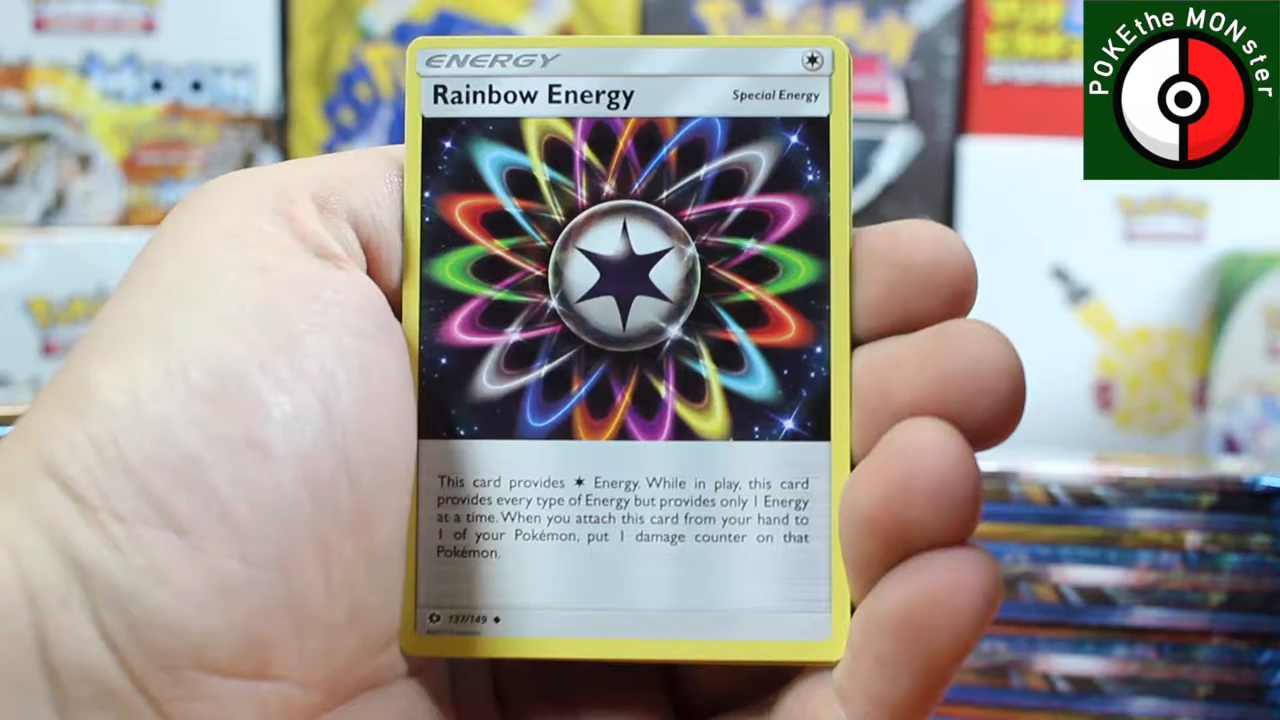 POKEthe MONster
MOON
Pokémon
ENERGY
Rainbow Energy
Special Energy
This card provides ✶ Energy. While in play, this card
provides every type of Energy but provides only 1 Energy
at a time. When you attach this card from your hand to
1 of your Pokémon, put 1 damage counter on that
Pokémon.
137/149